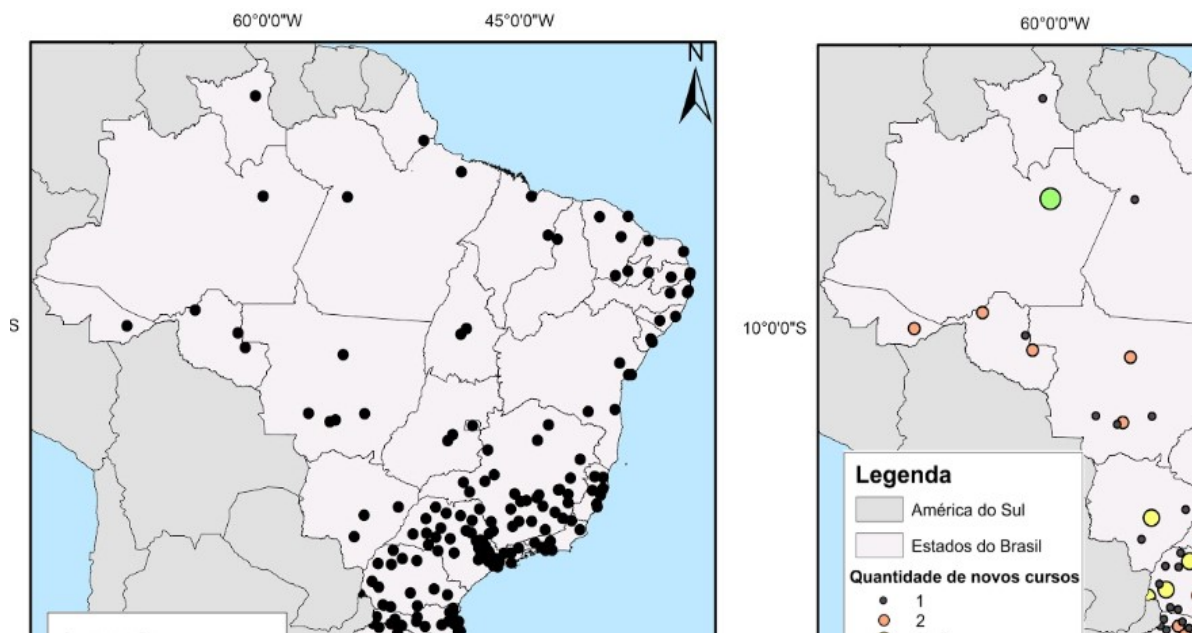 60°0'0"W 45°0'0"W
N
S
60°0'0"W
10°0'0"S
Legenda
América do Sul
Estados do Brasil
Quantidade de novos cursos
1
2